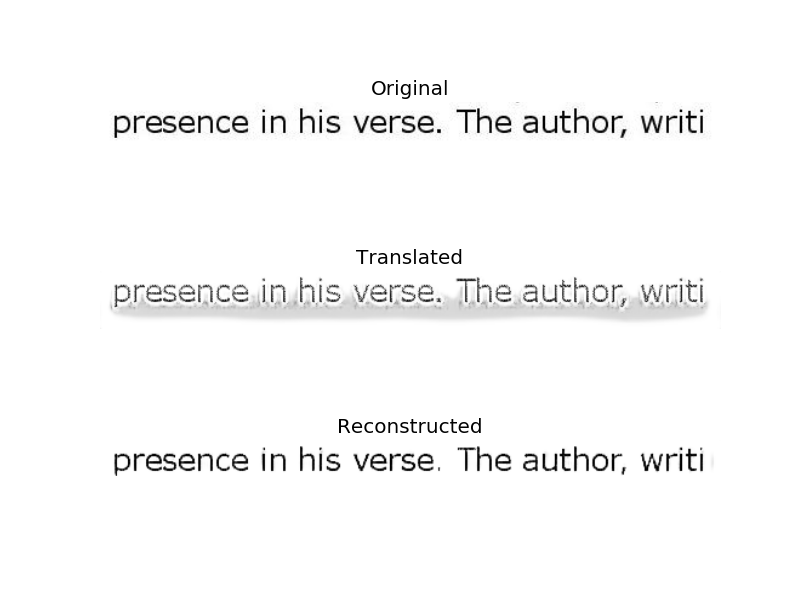 Original
presence in his verse. The author, writi
Translated
presence in his verse. The author, writi
Reconstructed
presence in his verse. The author, writi